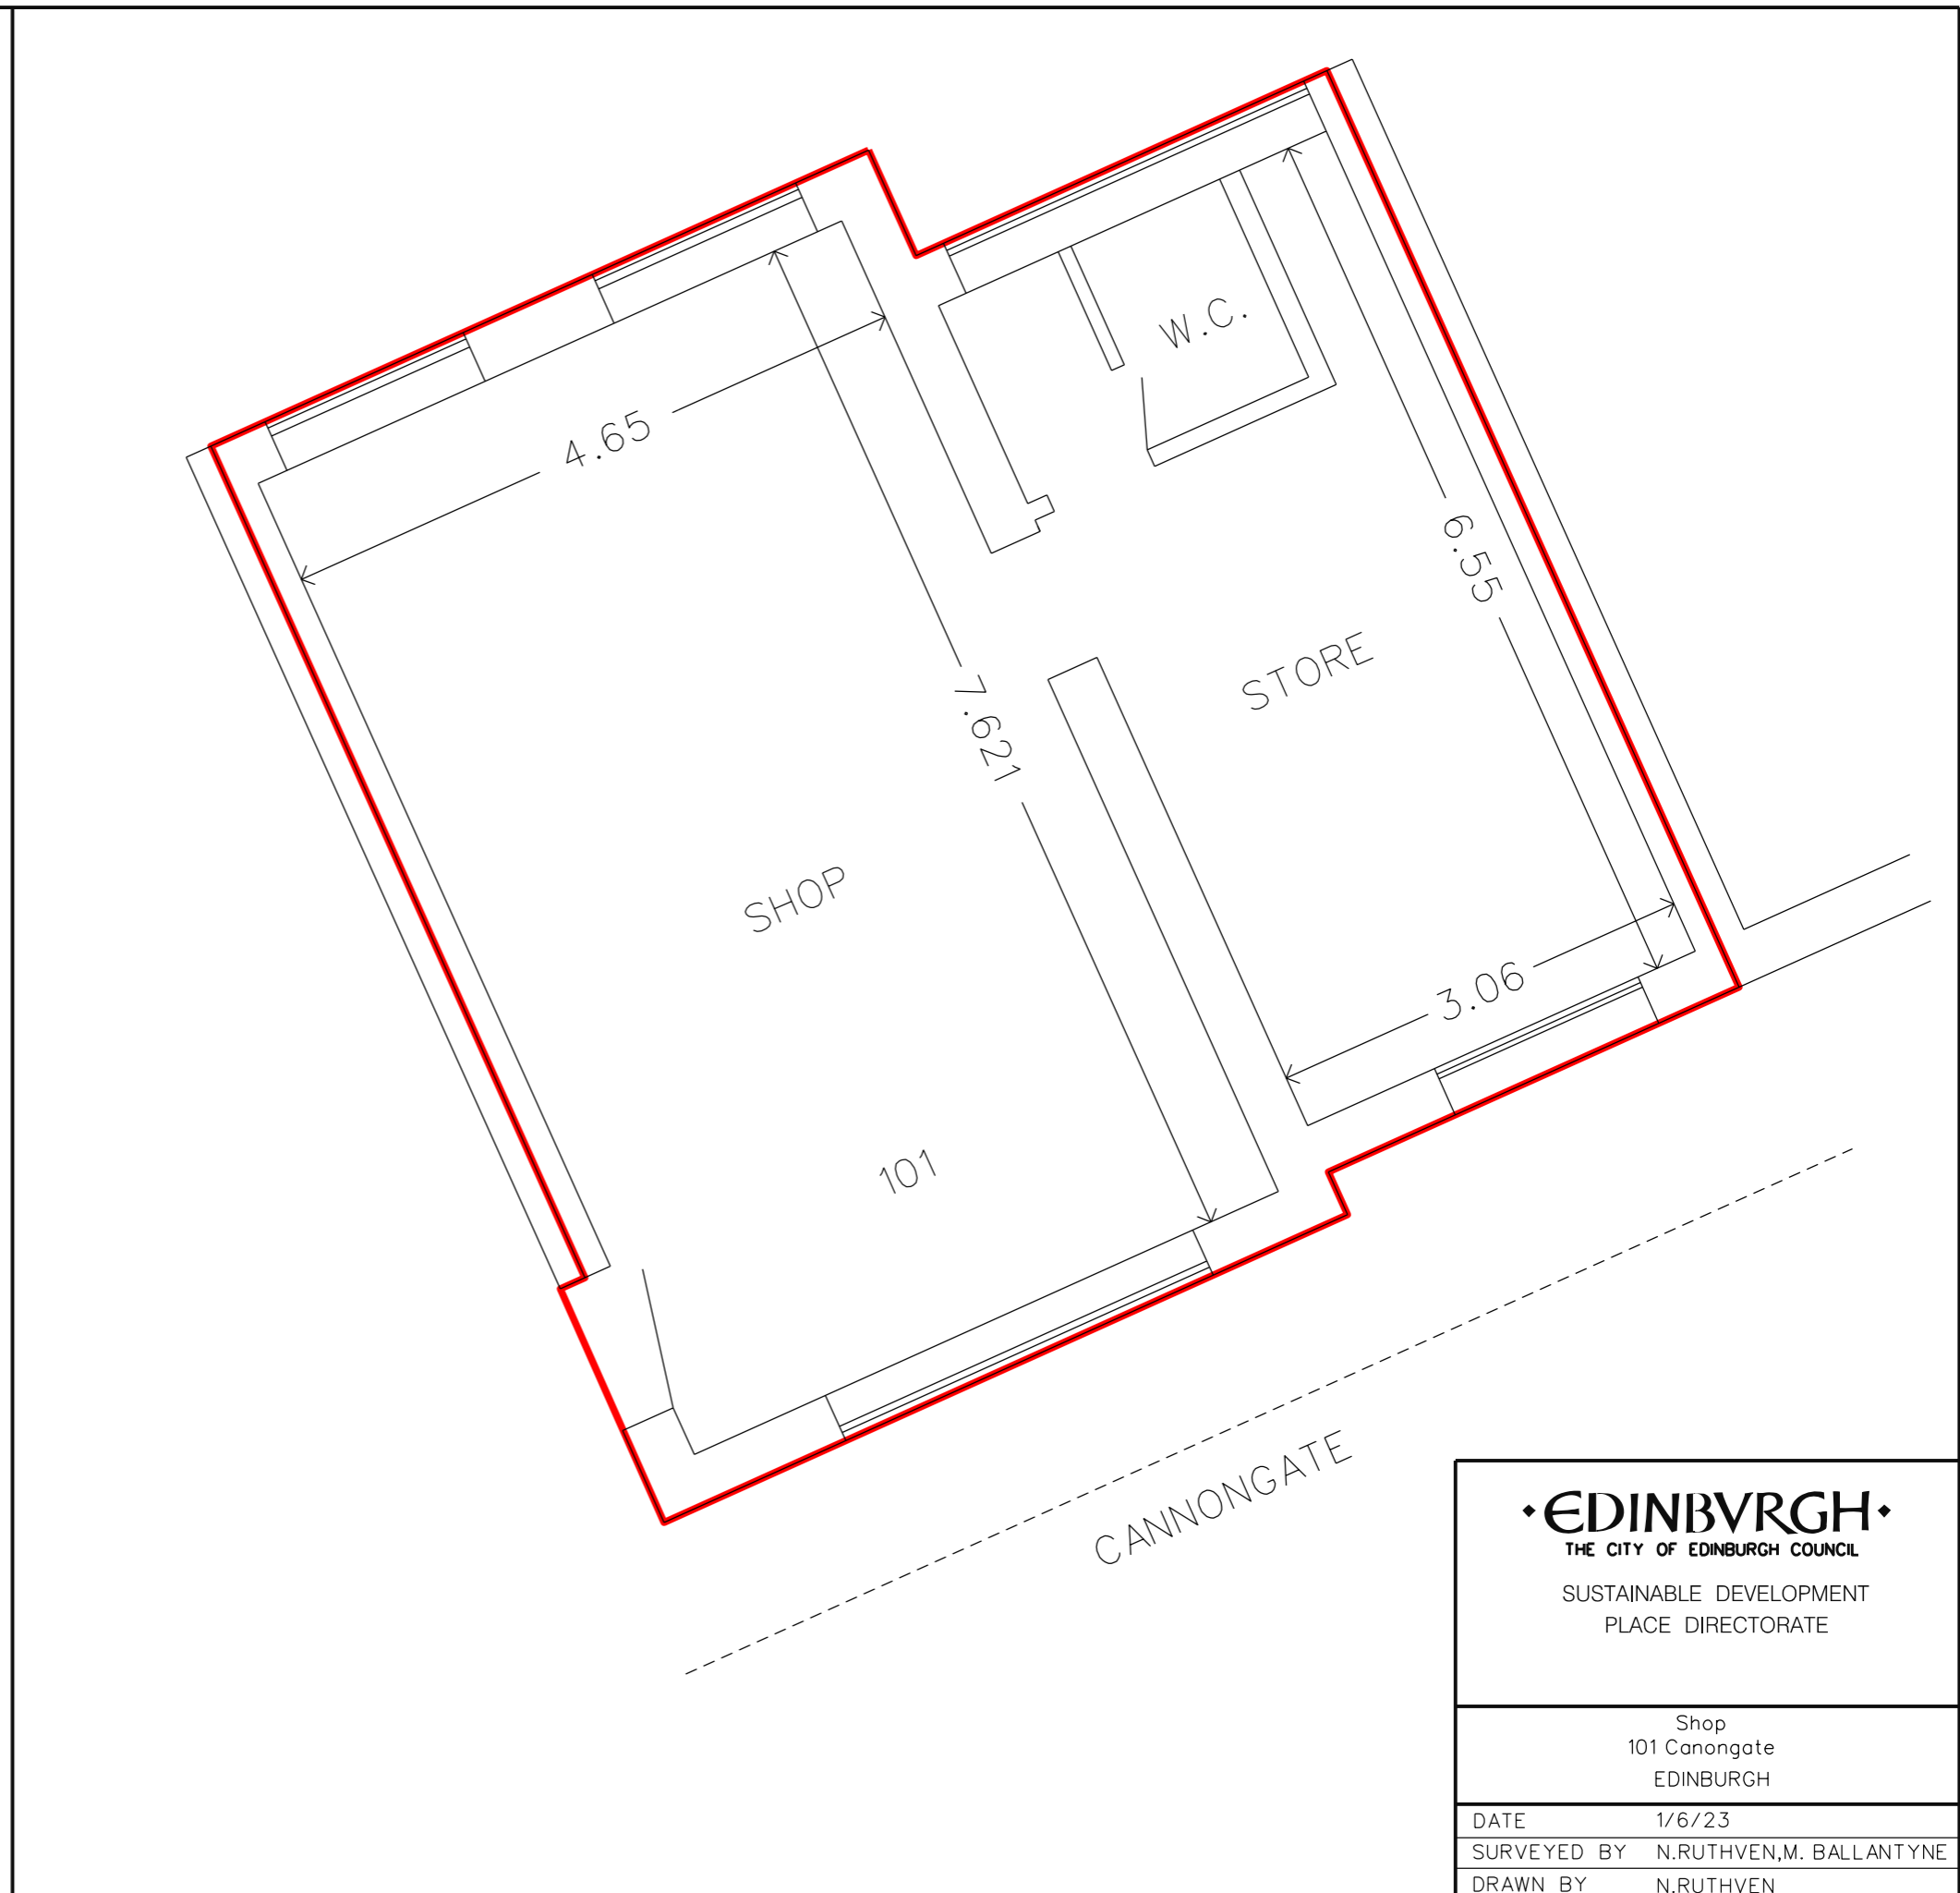 W.C.
4.65
6.55
STORE
7.621
SHOP
3.06
101
CANNONGATE
EDINBVRGH
THE CITY OF EDINBURGH COUNCIL
SUSTAINABLE DEVELOPMENT
PLACE DIRECTORATE
Shop
101 Canongate
EDINBURGH
DATE 1/6/23
SURVEYED BY N.RUTHVEN,M. BALLANTYNE
DRAWN BY N.RUTHVEN